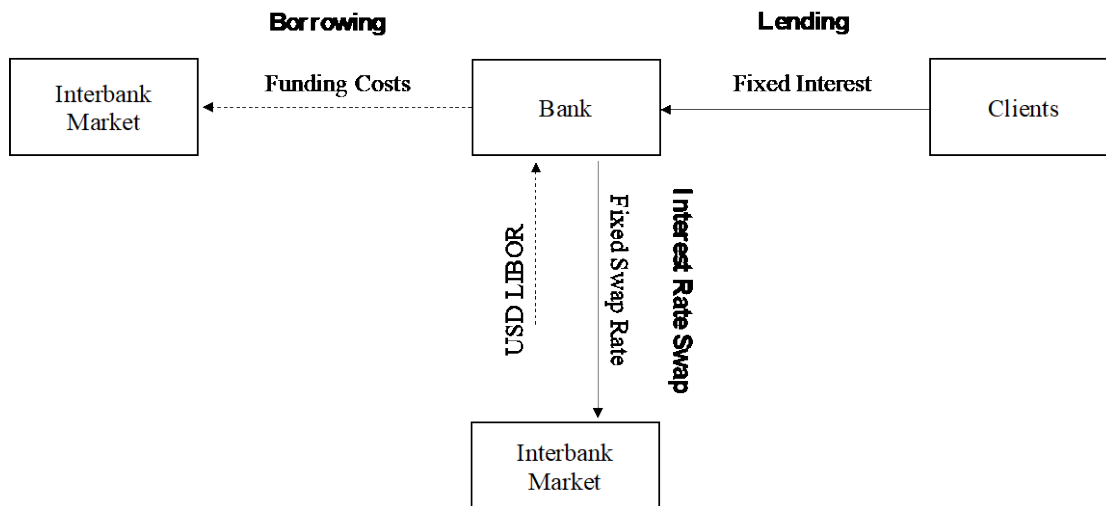 Borrowing
Lending
Interbank
Market
Funding Costs
Bank
Fixed Interest
Clients
USD LIBOR
Fixed Swap Rate
Interest Rate Swap
Interbank
Market